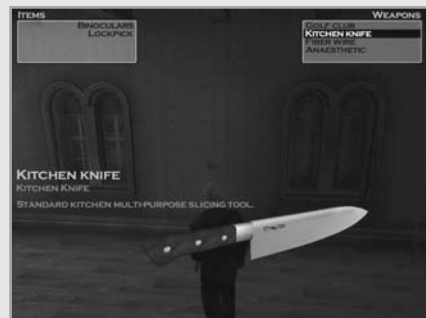 ITEMS
WEAPONS
BINOCULARS
LOCKPICK
GOLF CLUB
KITCHEN KNIFE
FIBER WIRE
ANAESTHETIC
KITCHEN KNIFE
KITCHEN KNIFE
STANDARD KITCHEN MULTI-PURPOSE SLICING TOOL.